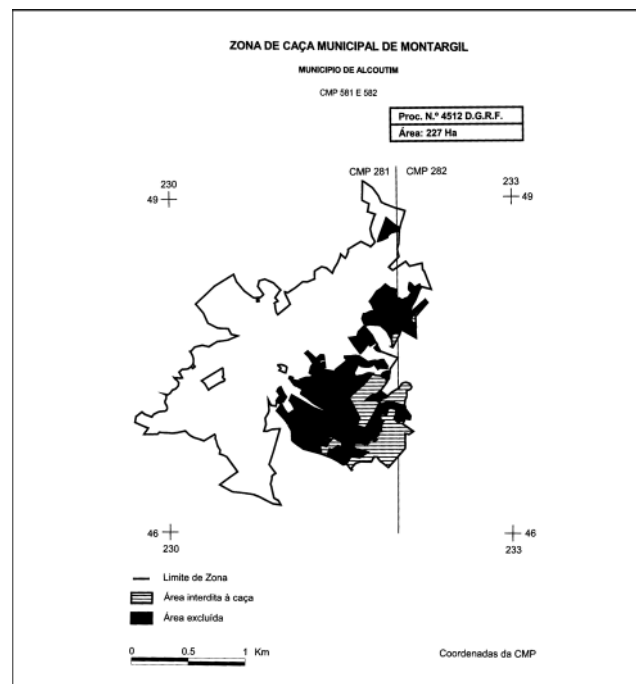 ZONA DE CAÇA MUNICIPAL DE MONTARGIL
MUNICIPIO DE ALCOUTIM
CMP 581 E 582
Proc. N.º 4512 D.G.R.F.
Área: 227 Ha
CMP 281 CMP 282
230 233
49 49
46 46
230 233
Limite de Zona
Área interdita à caça
Área excluída
0 0.5 1 Km
Coordenadas da CMP